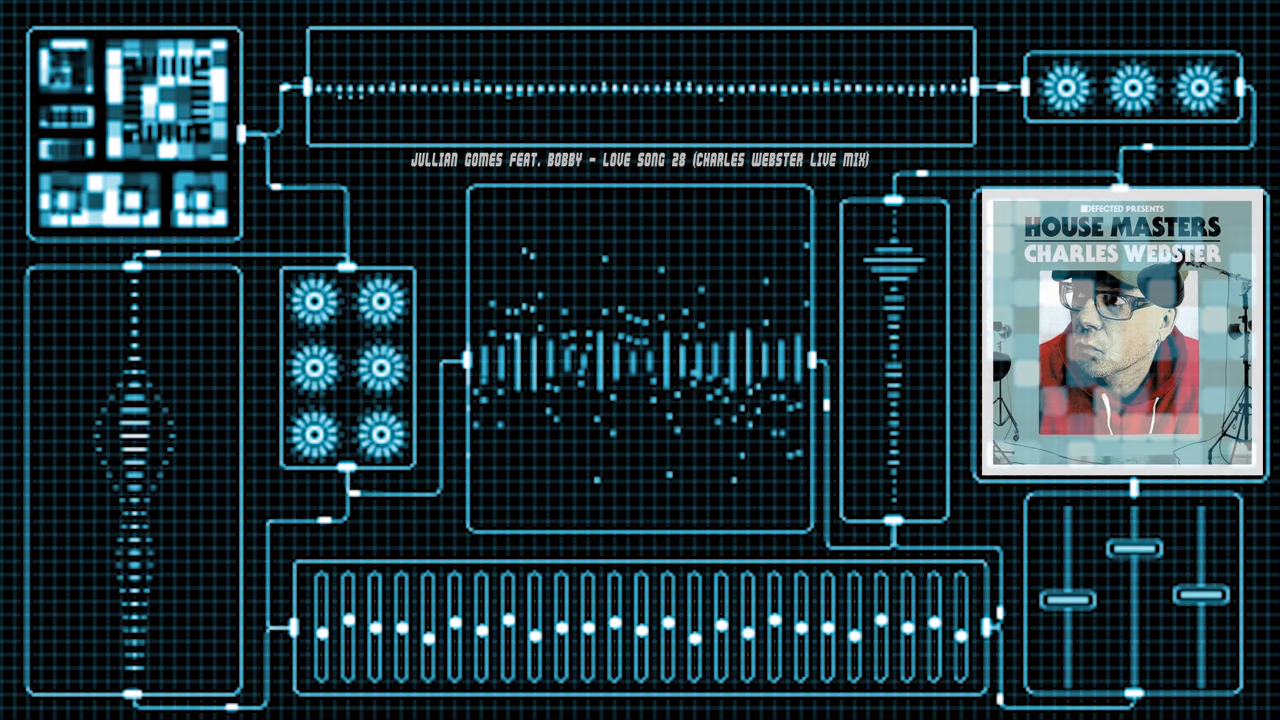 JULLIAN GOMES FEAT. BOBBY - LOVE SONG 28 (CHARLES WEBSTER LIVE MIX)
DEFECTED PRESENTS
HOUSE MASTERS
CHARLES WEBSTER